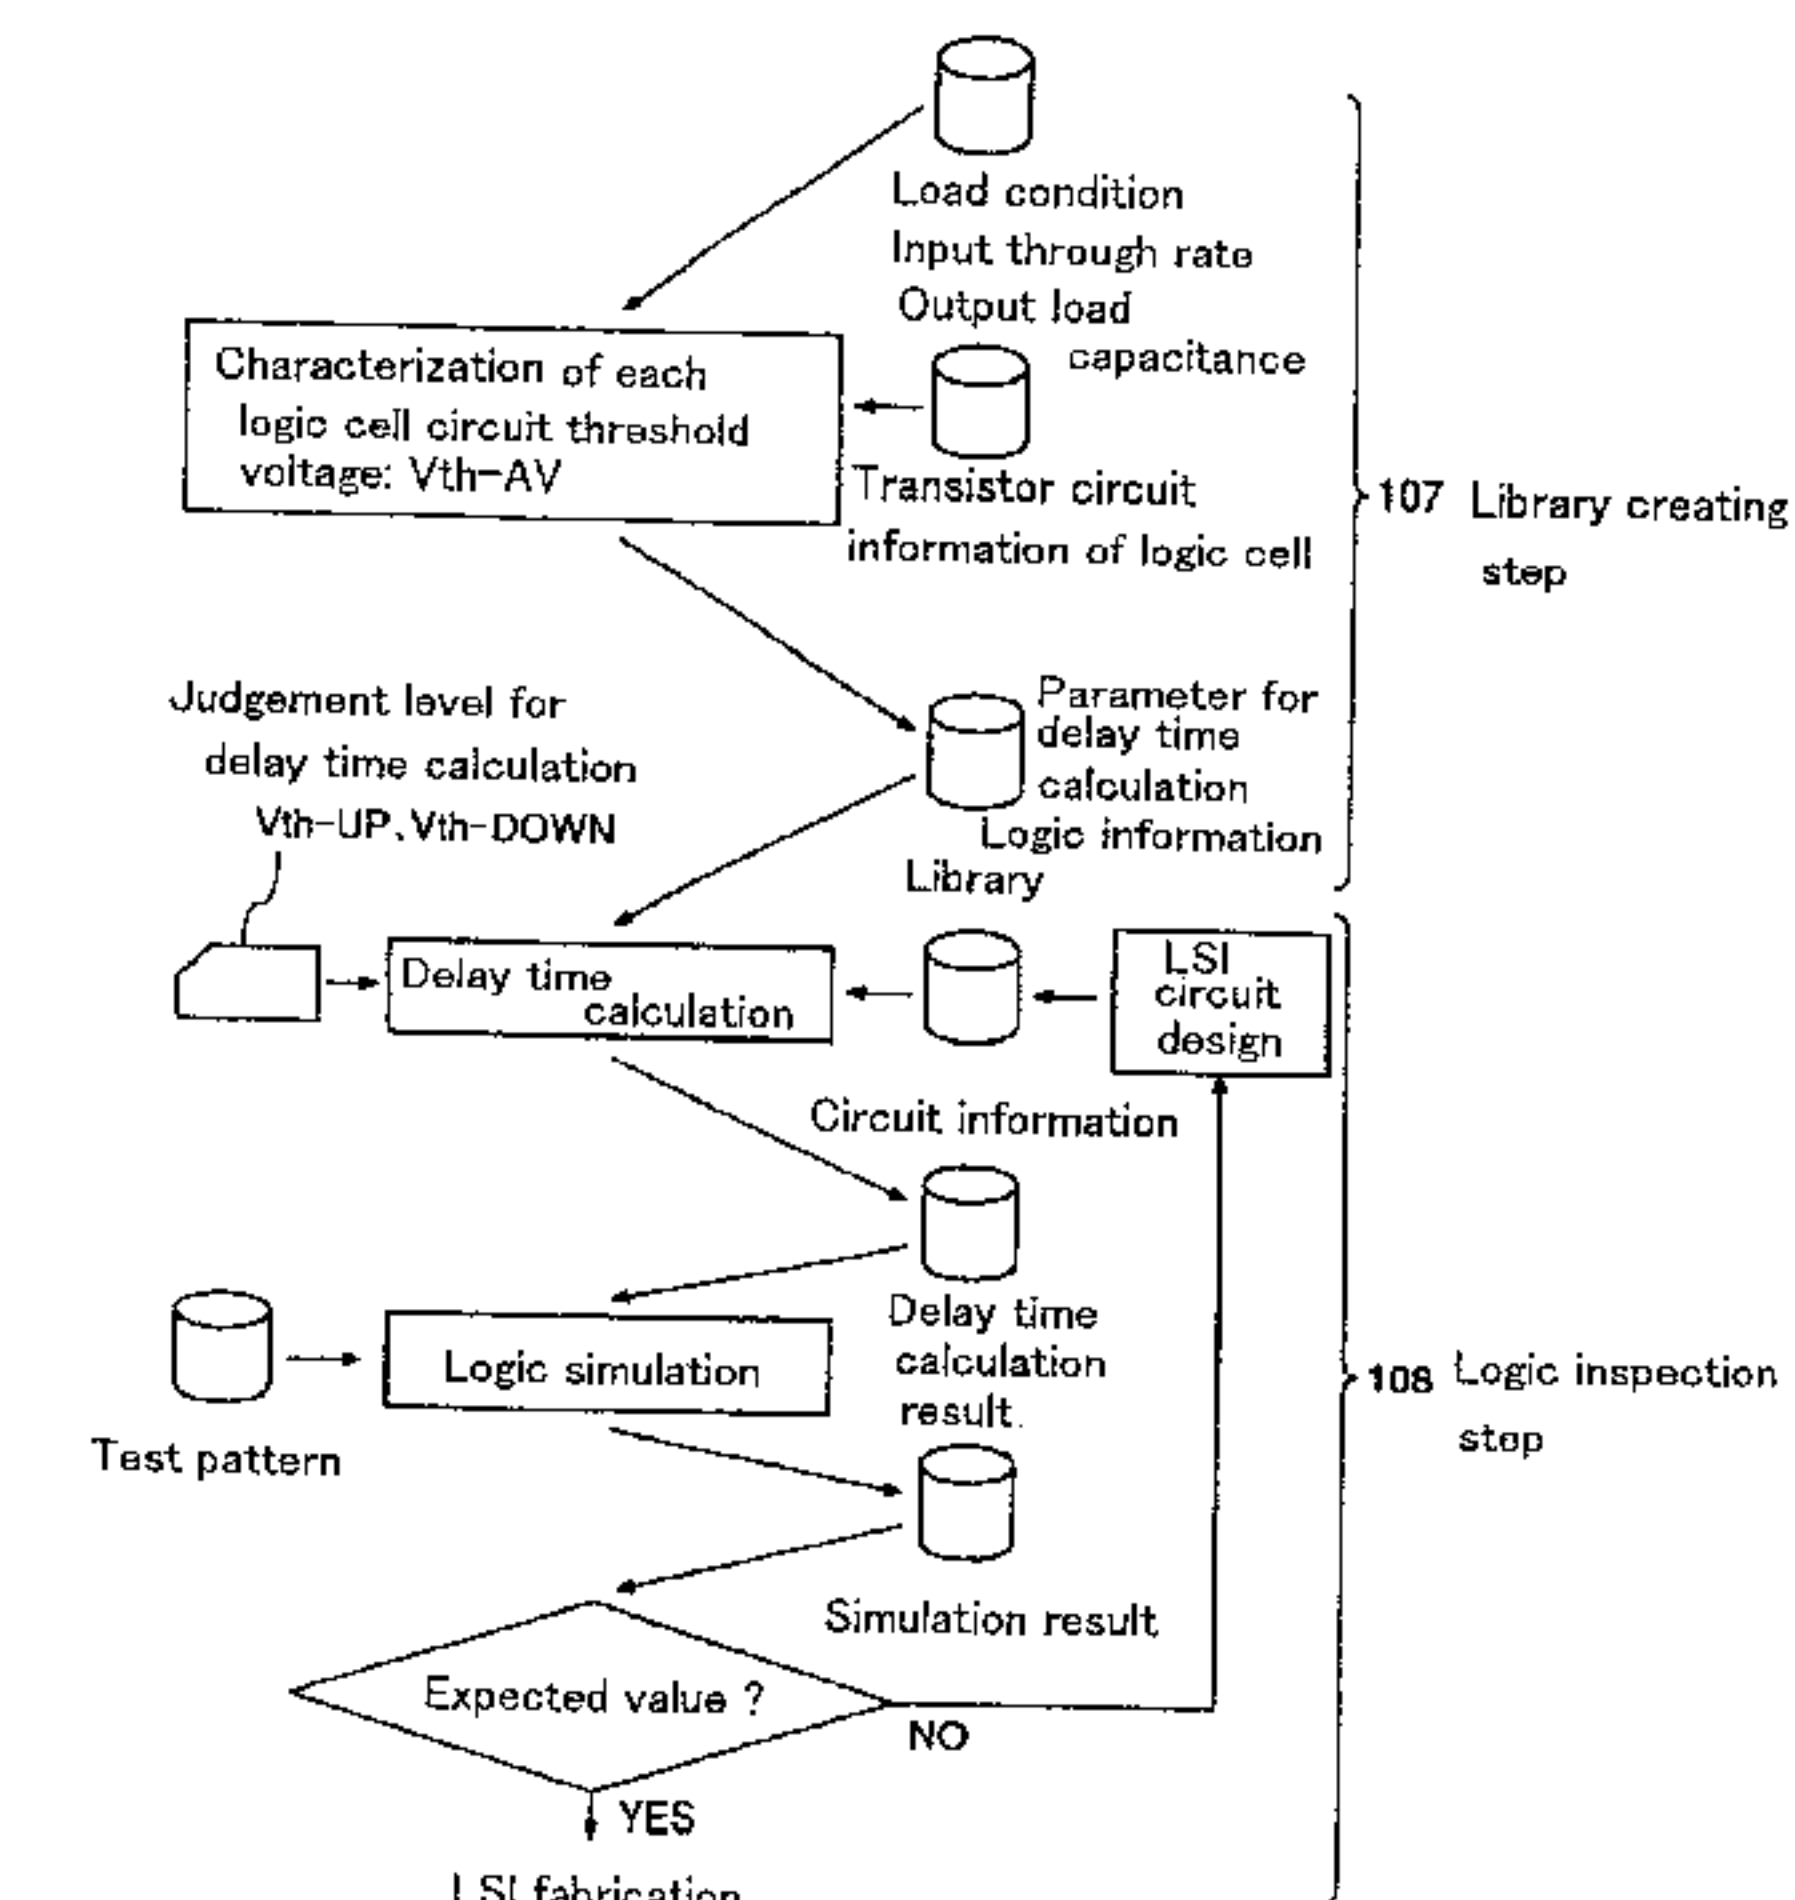 Load condition
Input through rate
Output load
capacitance
Characterization of each
logic cell circuit threshold
voltage: Vth-AV
Transistor circuit
information of logic cell
107 Library creating
step
Judgement level for
delay time calculation
Vth-UP、Vth-DOWN
Parameter for
delay time
calculation
Logic information
Library
Delay time
calculation
LSI
circuit
design
Circuit information
Delay time
calculation
result
Test pattern
Logic simulation
108 Logic inspection
step
Simulation result
Expected value ?
NO
YES
LSI fabrication